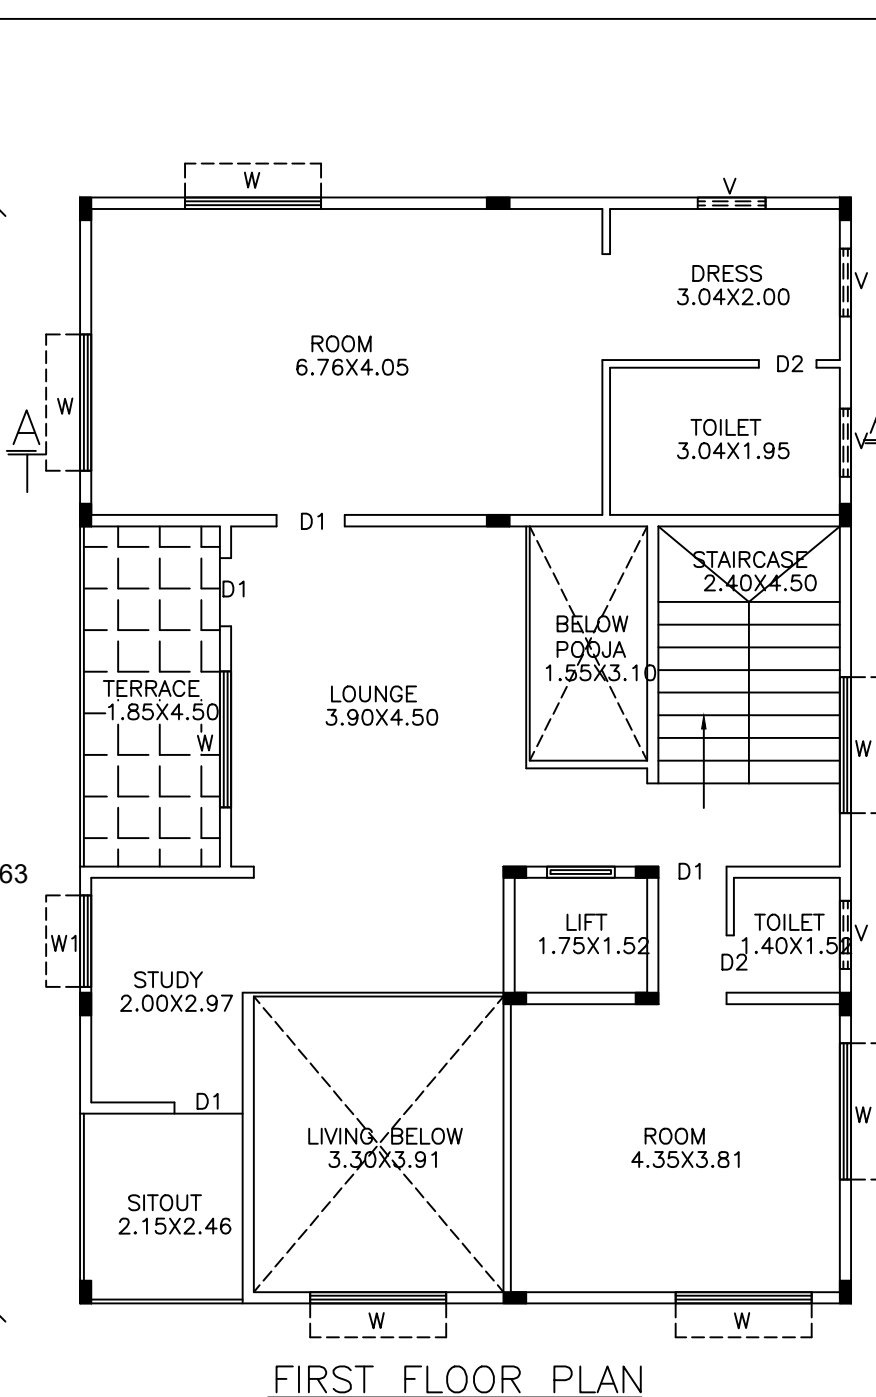 W
V
DRESS
3.04X2.00
V
ROOM
6.76X4.05
D2
W
A
TOILET
3.04X1.95
V
D1
STAIRCASE
2.40X4.50
D1
BELOW
POOJA
1.55X3.10
TERRACE
1.85X4.50
LOUNGE
3.90X4.50
W
W
63
D1
W1
LIFT
1.75X1.52
TOILET
1.40X1.52
V
D2
STUDY
2.00X2.97
D1
W
LIVING BELOW
3.30X3.91
ROOM
4.35X3.81
SITOUT
2.15X2.46
W
W
FIRST FLOOR PLAN